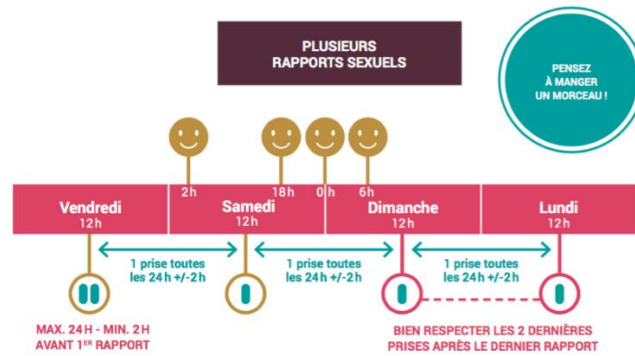 PLUSIEURS
RAPPORTS SEXUELS
PENSEZ
À MANGER
UN MORCEAU !
2h
18h
0h
6h
Vendredi
12h
Samedi
12h
Dimanche
12h
Lundi
12h
1 prise toutes
les 24h +/-2h
1 prise toutes
les 24h +/-2h
1 prise toutes
les 24h +/-2h
MAX. 24H - MIN. 2H
AVANT 1ER RAPPORT
BIEN RESPECTER LES 2 DERNIÈRES
PRISES APRÈS LE DERNIER RAPPORT